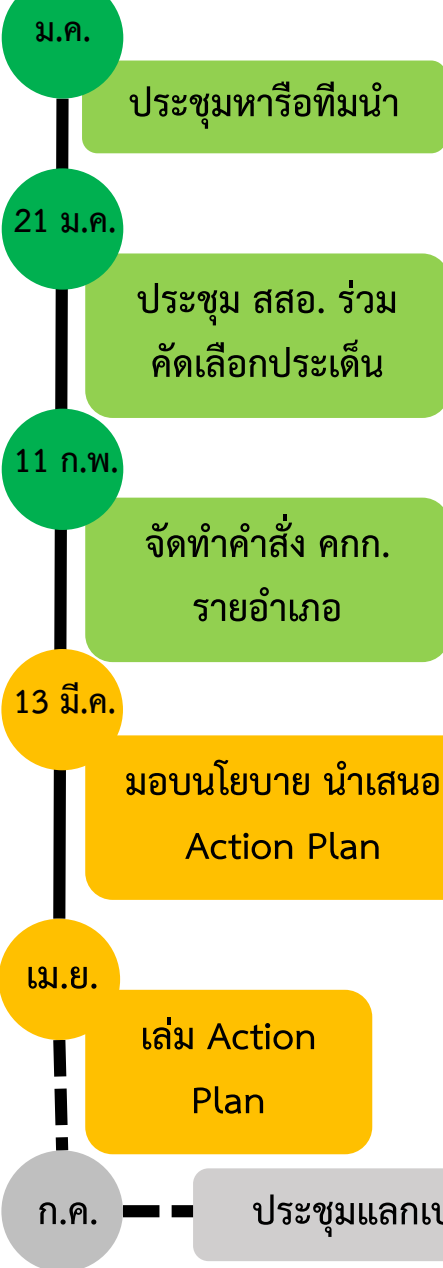 ม.ค.
ประชุมหารือทีมนำ
21 ม.ค.
ประชุม สสอ. ร่วม
คัดเลือกประเด็น
11 ก.พ.
จัดทำคำสั่ง คกก.
รายอำเภอ
13 มี.ค.
มอบนโยบาย นำเสนอ
Action Plan
เม.ย.
เล่ม Action
Plan
ก.ค.